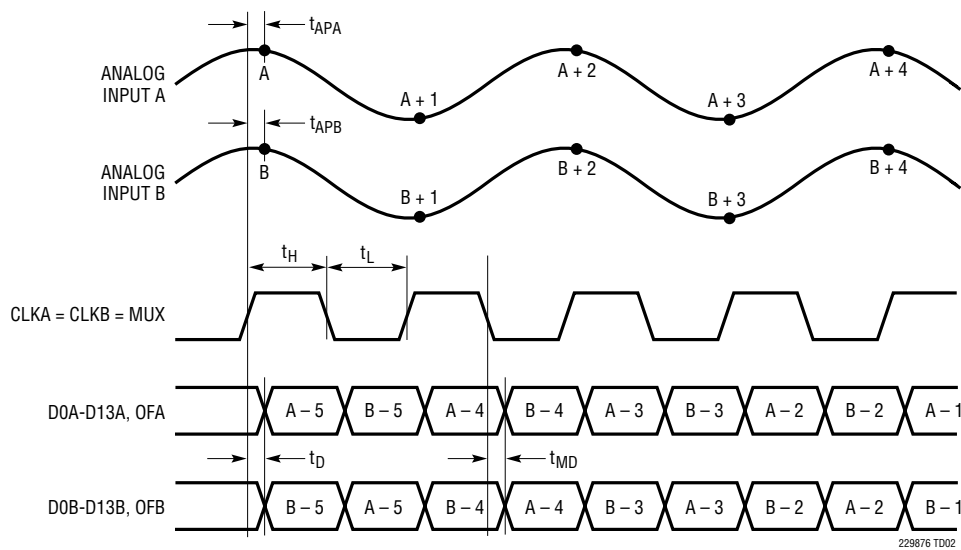 tAPA
ANALOG
INPUT A
A
A + 1
A + 2
A + 3
A + 4
tAPB
ANALOG
INPUT B
B
B + 1
B + 2
B + 3
B + 4
tH
tL
CLKA = CLKB = MUX
D0A-D13A, OFA
A – 5
B – 5
A – 4
B – 4
A – 3
B – 3
A – 2
B – 2
A – 1
tD
tMD
D0B-D13B, OFB
B – 5
A – 5
B – 4
A – 4
B – 3
A – 3
B – 2
A – 2
B – 1
229876 TD02